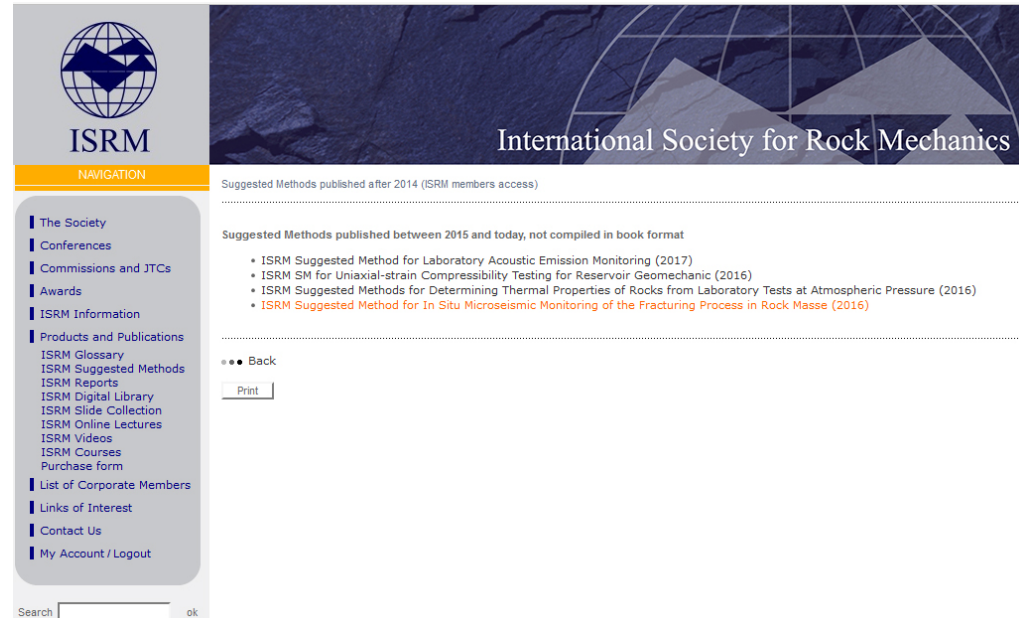 ISRM
International Society for Rock Mechanics
NAVIGATION
The Society
Conferences
Commissions and JTCs
Awards
ISRM Information
Products and Publications
ISRM Glossary
ISRM Suggested Methods
ISRM Reports
ISRM Digital Library
ISRM Slide Collection
ISRM Online Lectures
ISRM Videos
ISRM Courses
Purchase form
List of Corporate Members
Links of Interest
Contact Us
My Account / Logout
Search ok
Suggested Methods published after 2014 (ISRM members access)
Suggested Methods published between 2015 and today, not compiled in book format
ISRM Suggested Method for Laboratory Acoustic Emission Monitoring (2017)
ISRM SM for Uniaxial-strain Compressibility Testing for Reservoir Geomechanic (2016)
ISRM Suggested Methods for Determining Thermal Properties of Rocks from Laboratory Tests at Atmospheric Pressure (2016)
ISRM Suggested Method for In Situ Microseismic Monitoring of the Fracturing Process in Rock Masse (2016)
Back
Print